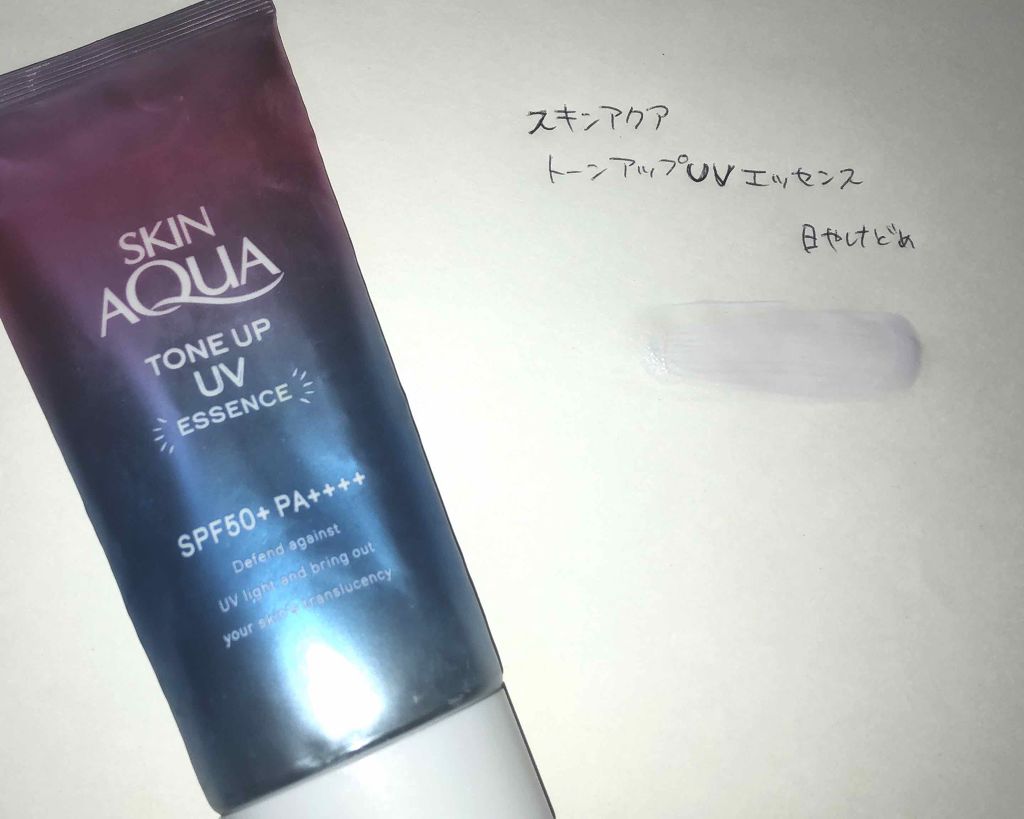 SKIN
AQUA
TONE UP
UV
ESSENCE
SPF50+ PA++++
Defend against
UV light and bring out
your skin's translucency
スキンアクア
トーンアップUVエッセンス
日やけどめ